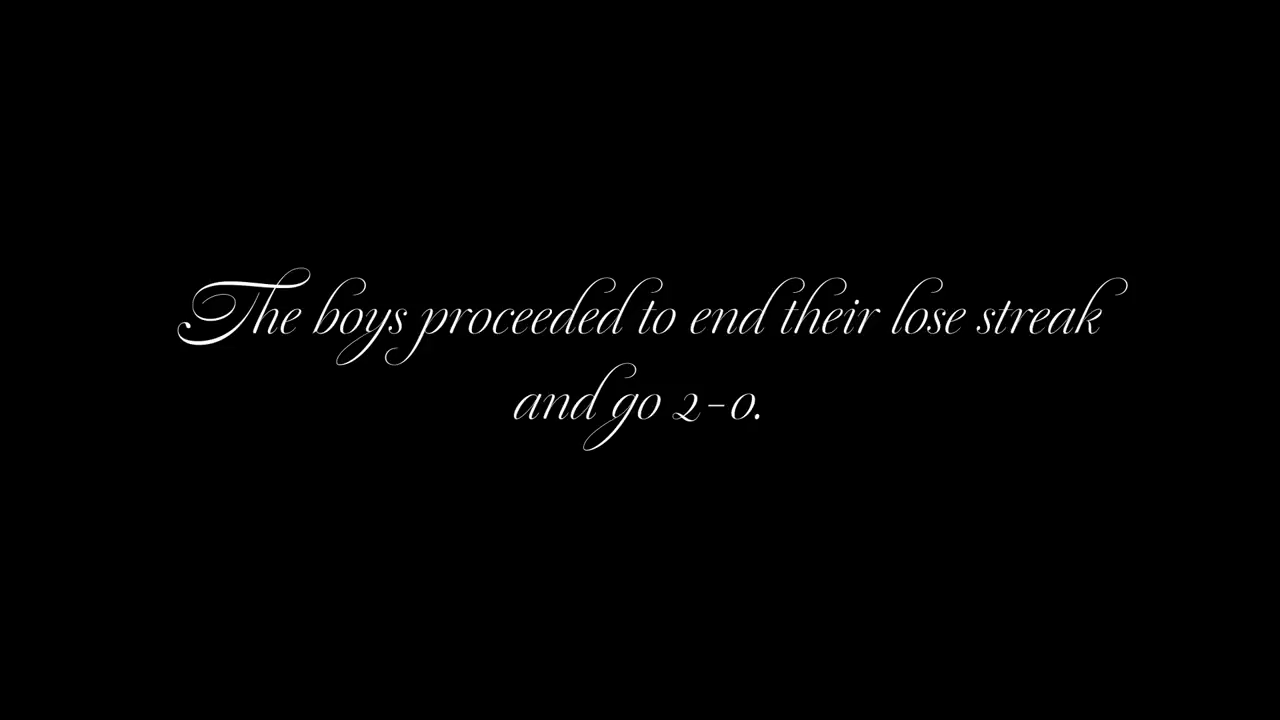 The boys proceeded to end their lose streak
and go 2-0.